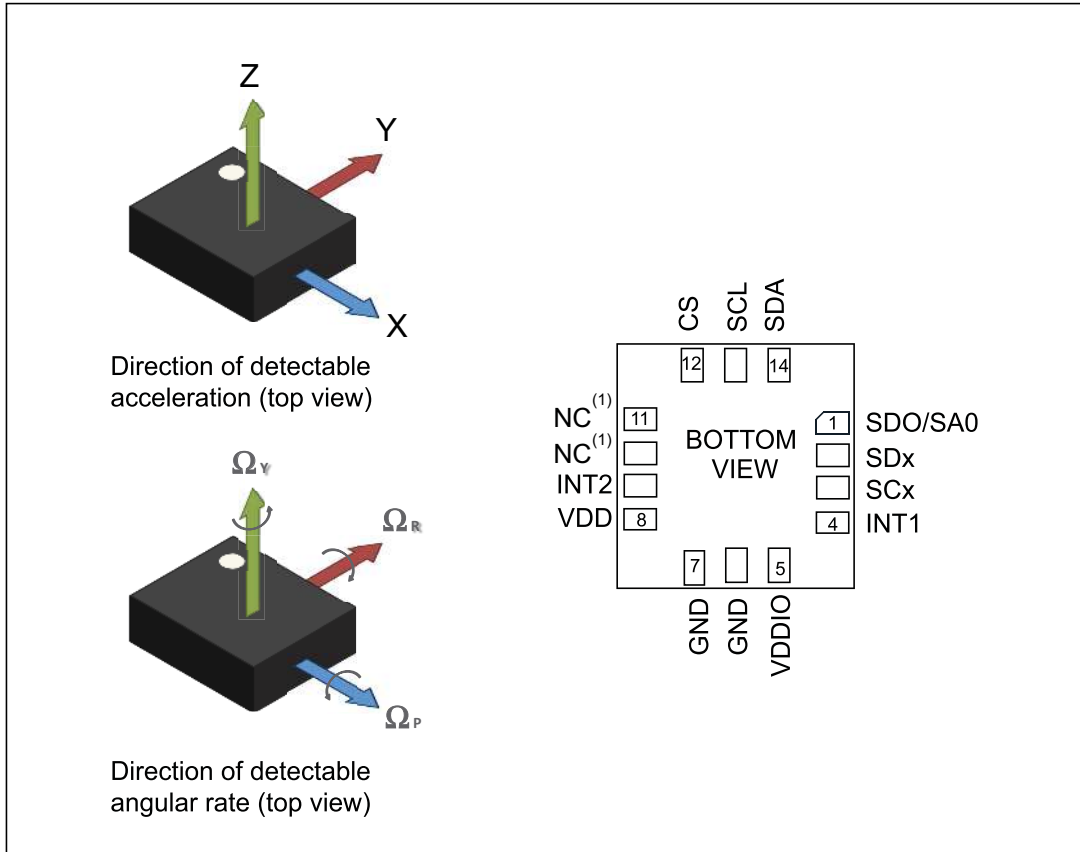 Z
Y
X
Direction of detectable
acceleration (top view)
ΩY
ΩR
ΩP
Direction of detectable
angular rate (top view)
CS
SCL
SDA
12
14
NC(1)
11
1
SDO/SA0
NC(1)
BOTTOM
VIEW
SDx
INT2
SCx
VDD
8
4
INT1
7
5
GND
GND
VDDIO